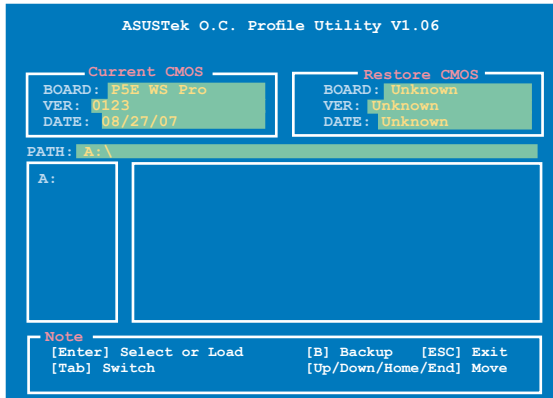 ASUSTek O.C. Profile Utility V1.06
Current CMOS
BOARD: P5E WS Pro
VER: 0123
DATE: 08/27/07
Restore CMOS
BOARD: Unknown
VER: Unknown
DATE: Unknown
PATH: A:\
A:
Note
[Enter] Select or Load [B] Backup [ESC] Exit
[Tab] Switch [Up/Down/Home/End] Move